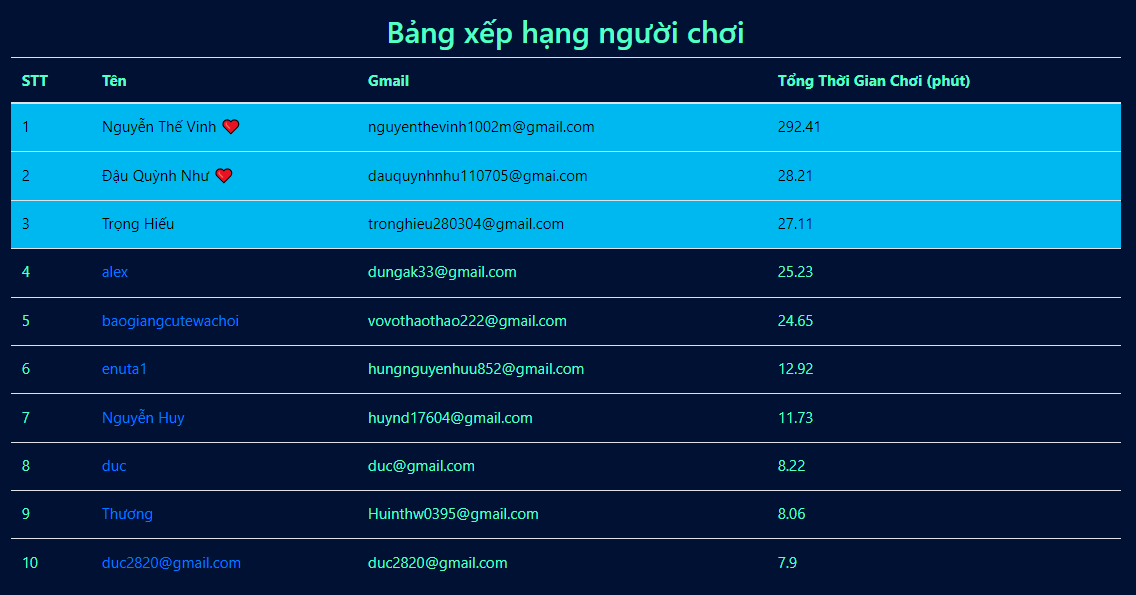 Bảng xếp hạng người chơi
STT Tên Gmail Tổng Thời Gian Chơi (phút)
1 Nguyễn Thế Vinh ❤️ nguyenthevinh1002m@gmail.com 292.41
2 Đậu Quỳnh Như ❤️ dauquynhnhu110705@gmai.com 28.21
3 Trọng Hiếu tronghieu280304@gmail.com 27.11
4 alex dungak33@gmail.com 25.23
5 baogiangcutewachoi vovothaothao222@gmail.com 24.65
6 enuta1 hungnguyenhuu852@gmail.com 12.92
7 Nguyễn Huy huynd17604@gmail.com 11.73
8 duc duc@gmail.com 8.22
9 Thương Huinthw0395@gmail.com 8.06
10 duc2820@gmail.com duc2820@gmail.com 7.9